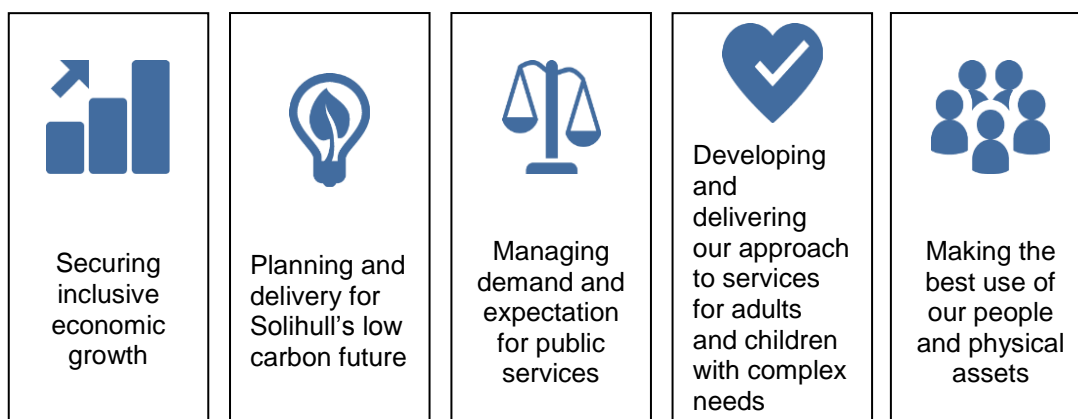 Securing
inclusive
economic
growth
Planning and
delivery for
Solihull’s low
carbon future
Managing
demand and
expectation
for public
services
Developing
and
delivering
our approach
to services
for adults
and children
with complex
needs
Making the
best use of
our people
and physical
assets